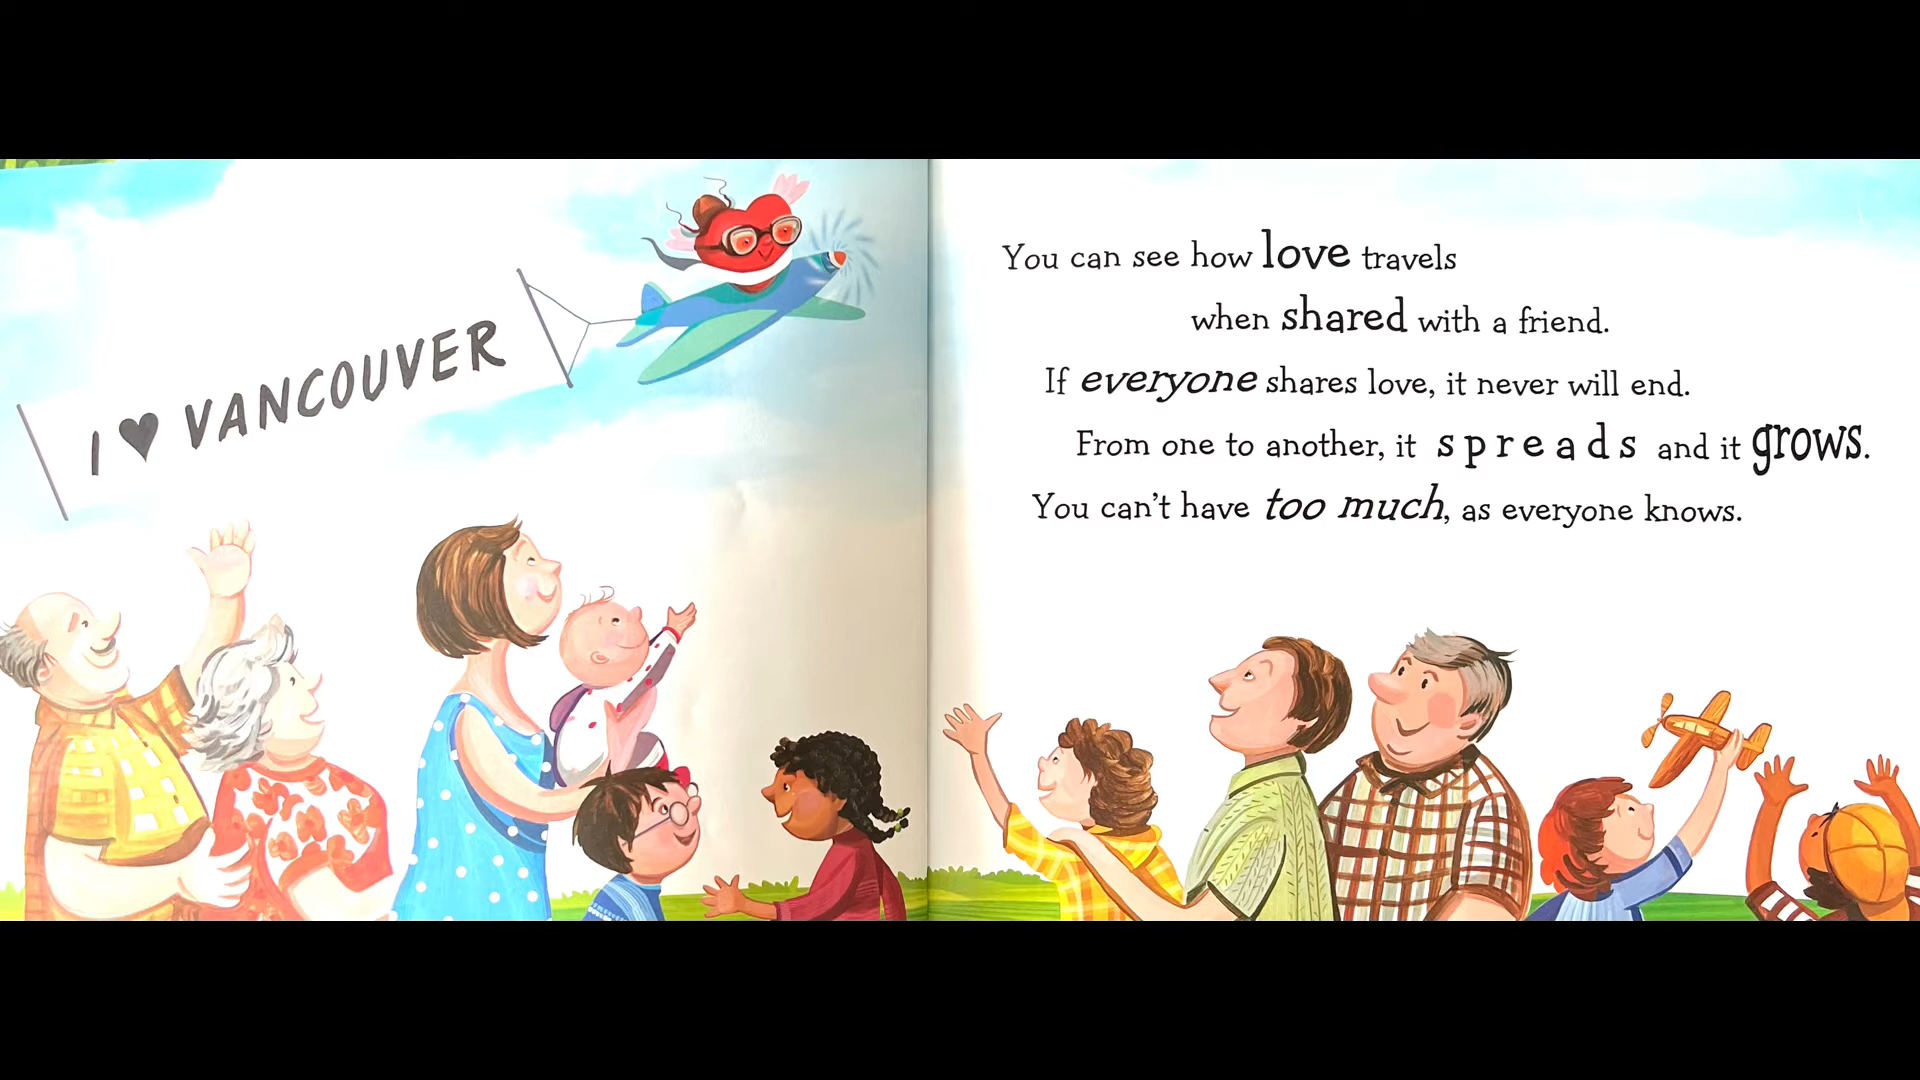 I ♥ VANCOUVER
You can see how love travels
when shared with a friend.
If everyone shares love, it never will end.
From one to another, it spreads and it grows.
You can't have too much, as everyone knows.